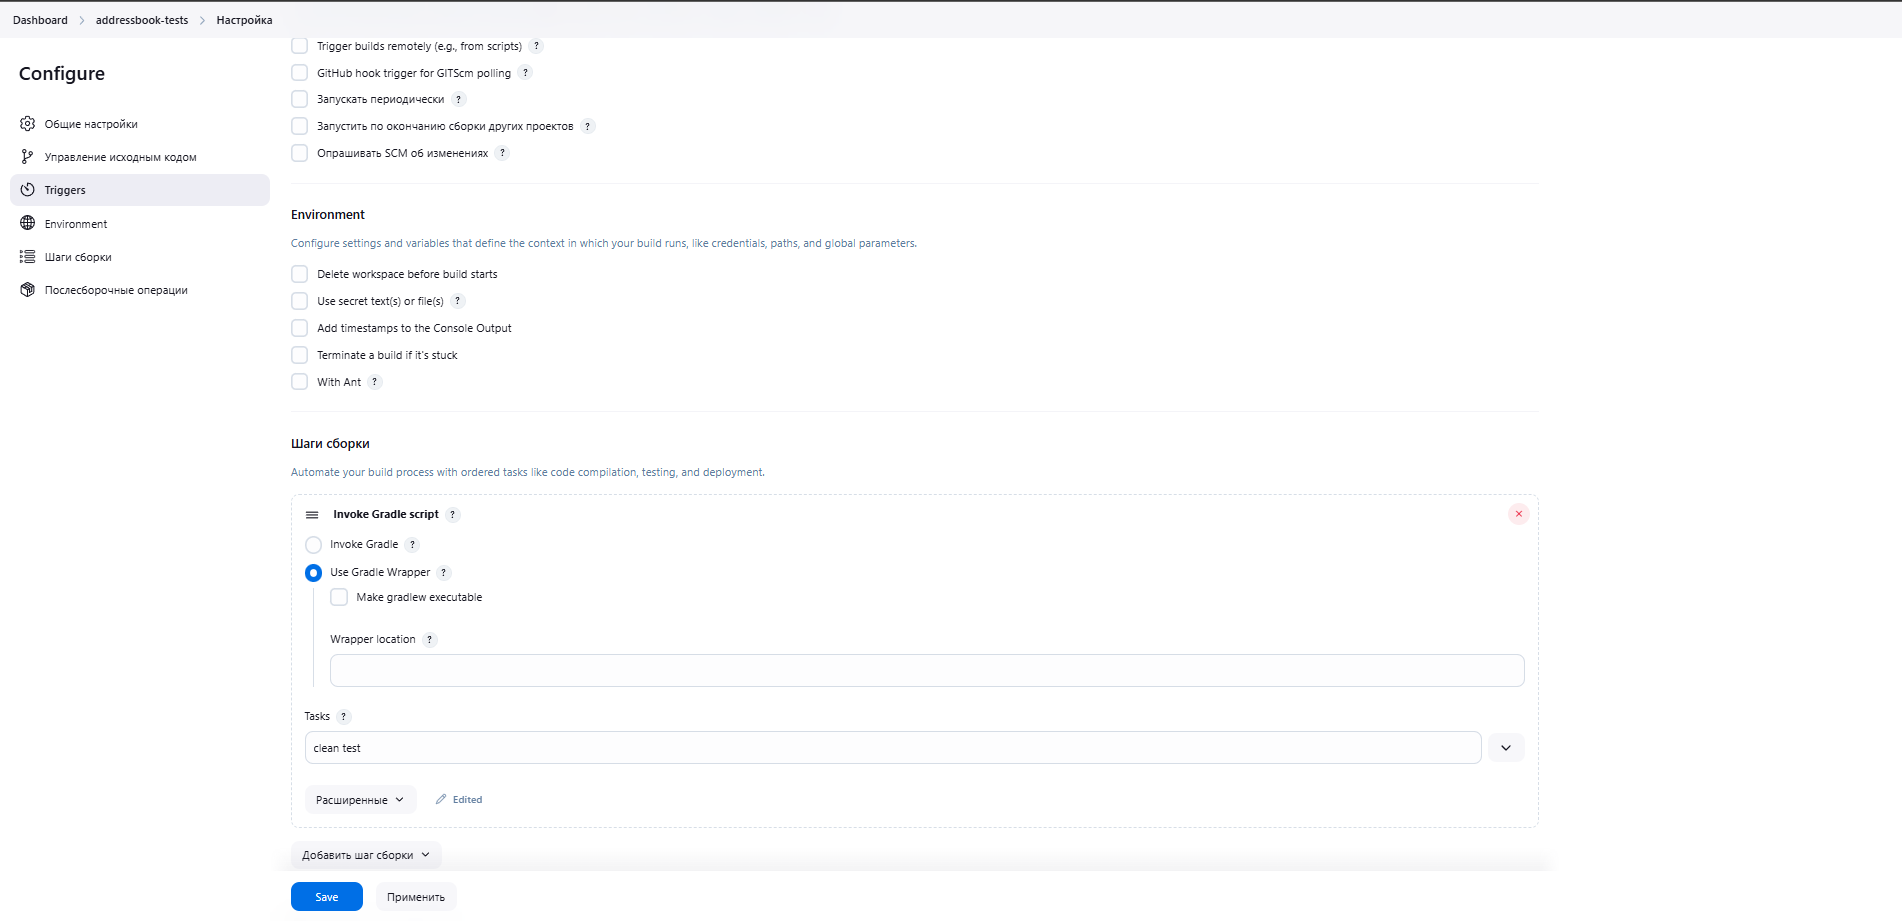 Dashboard > addressbook-tests > Настройка
Configure
Общие настройки
Управление исходным кодом
Triggers
Environment
Шаги сборки
Послесборочные операции
Trigger builds remotely (e.g., from scripts) ?
GitHub hook trigger for GITScm polling ?
Запускать периодически ?
Запустить по окончанию сборки других проектов ?
Опрашивать SCM об изменениях ?
Environment
Configure settings and variables that define the context in which your build runs, like credentials, paths, and global parameters.
Delete workspace before build starts
Use secret text(s) or file(s) ?
Add timestamps to the Console Output
Terminate a build if it's stuck
With Ant ?
Шаги сборки
Automate your build process with ordered tasks like code compilation, testing, and deployment.
Invoke Gradle script ?
Invoke Gradle ?
Use Gradle Wrapper ?
Make gradlew executable
Wrapper location ?
Tasks ?
clean test
Расширенные Edited
Добавить шаг сборки
Save Применить